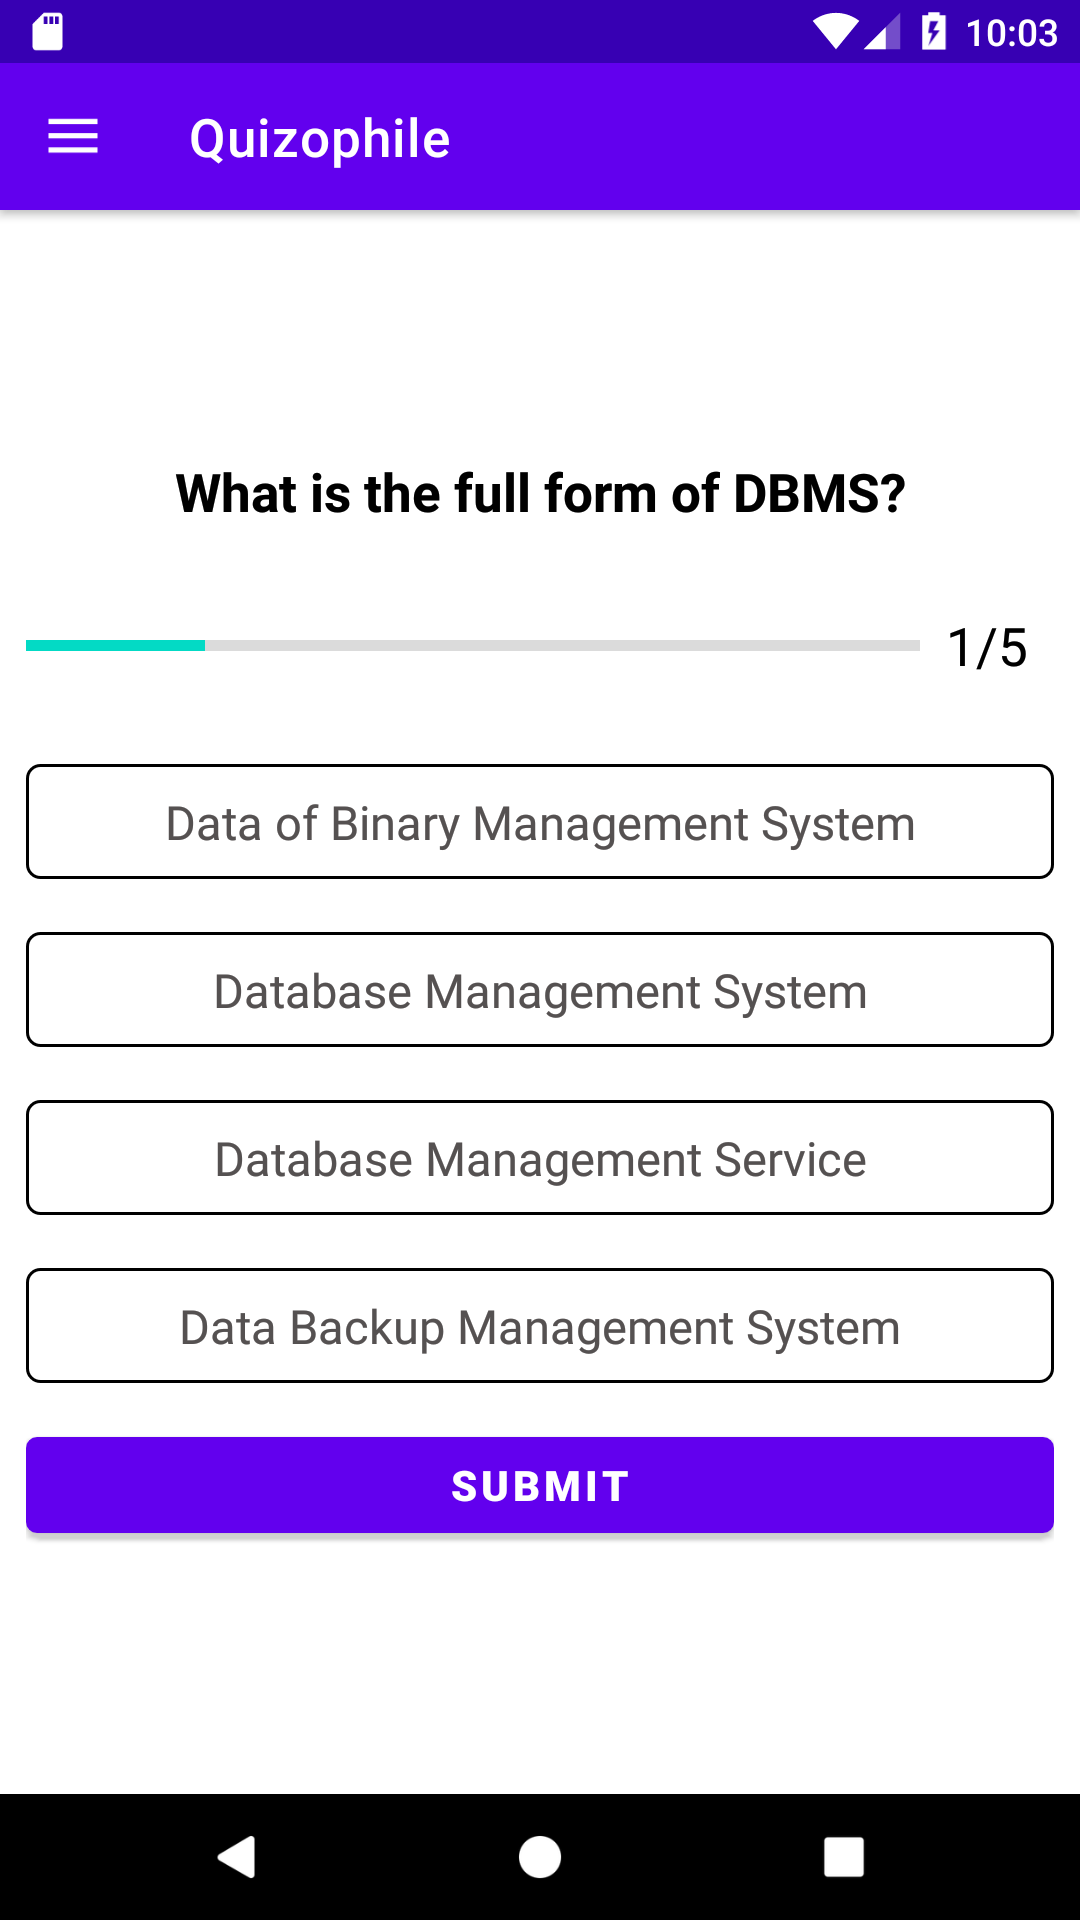 10:03
Quizophile
What is the full form of DBMS?
1/5
Data of Binary Management System
Database Management System
Database Management Service
Data Backup Management System
SUBMIT